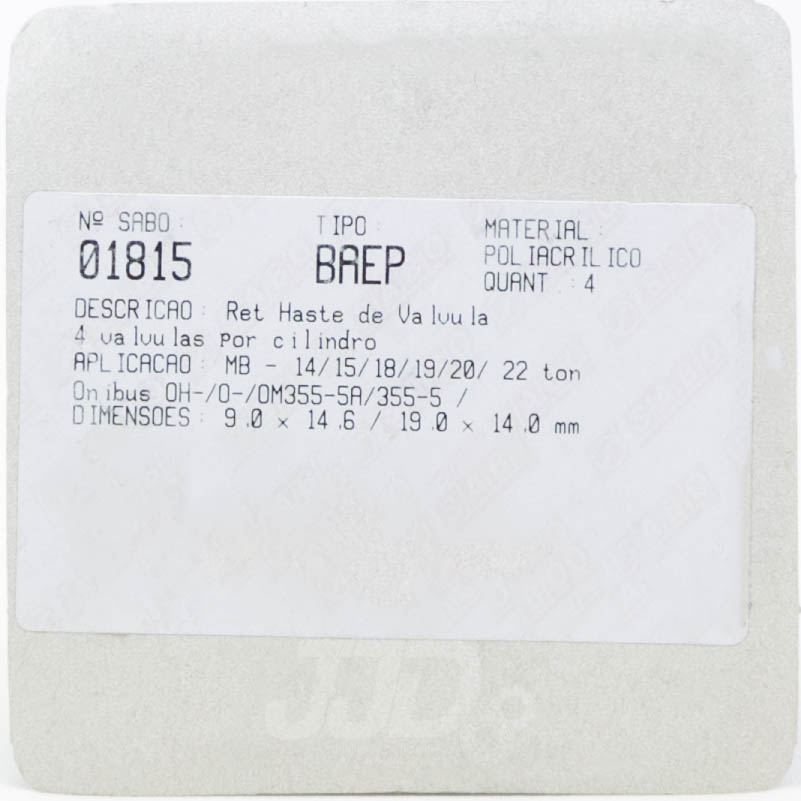 Nº SABO: TIPO: MATERIAL:
01815 BAEP POLIACRILICO
QUANT.: 4
DESCRICAO: Ret Haste de Valvula
4 valvulas por cilindro
APLICACAO: MB - 14/15/18/19/20/ 22 ton
Onibus OH-/O-/OM355-5A/355-5 /
DIMENSOES: 9.0 x 14.6 / 19.0 x 14.0 mm
JJD